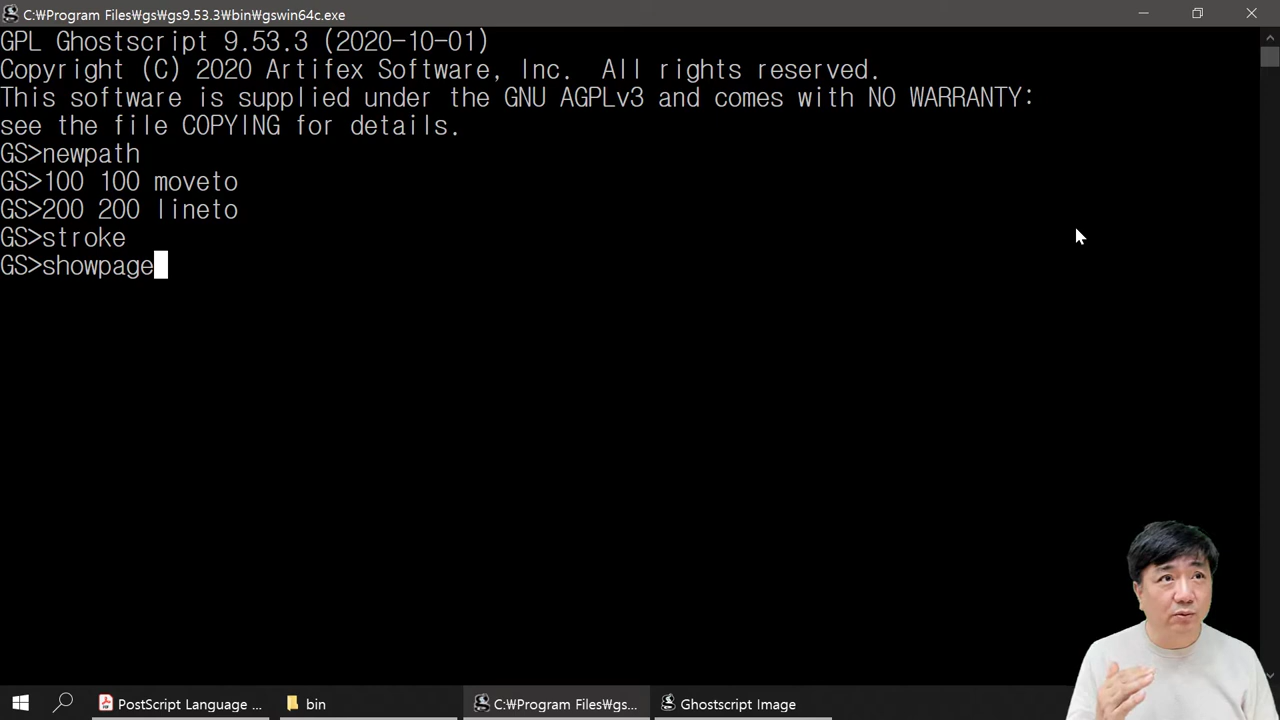 C:₩Program Files₩gs₩gs9.53.3₩bin₩gswin64c.exe
GPL Ghostscript 9.53.3 (2020-10-01)
Copyright (C) 2020 Artifex Software, Inc.  All rights reserved.
This software is supplied under the GNU AGPLv3 and comes with NO WARRANTY:
see the file COPYING for details.
GS>newpath
GS>100 100 moveto
GS>200 200 lineto
GS>stroke
GS>showpage
PostScript Language ...
bin
C:₩Program Files₩gs...
Ghostscript Image